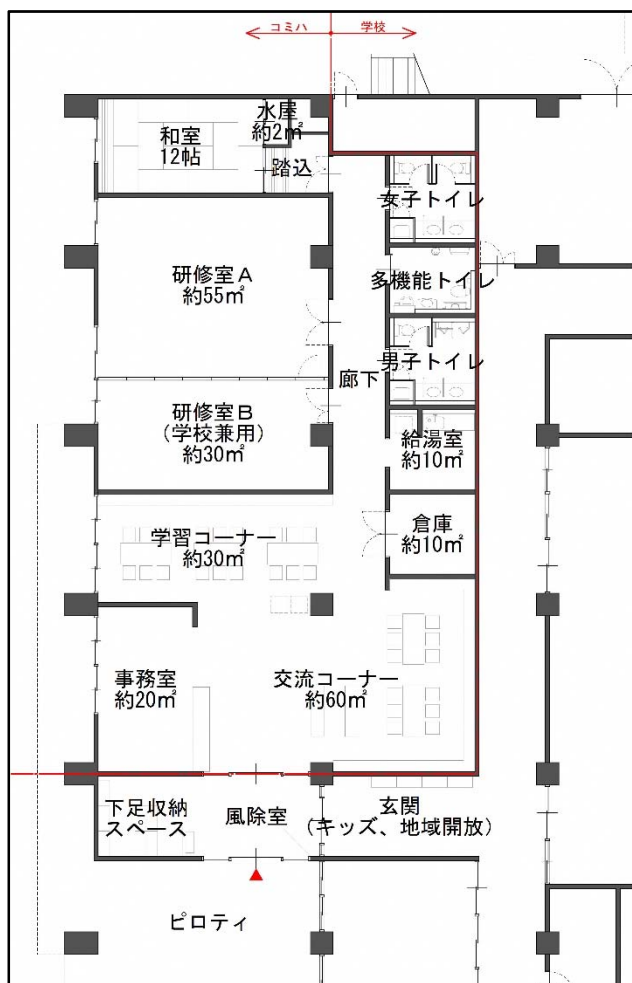 コミハ 学校
水屋
約2㎡
和室
12帖
踏込
女子トイレ
研修室A
約55㎡
多機能トイレ
男子トイレ
廊下
研修室B
(学校兼用)
約30㎡
給湯室
約10㎡
学習コーナー
約30㎡
倉庫
約10㎡
事務室
約20㎡
交流コーナー
約60㎡
下足収納
スペース
風除室
玄関
(キッズ、地域開放)
ピロティ